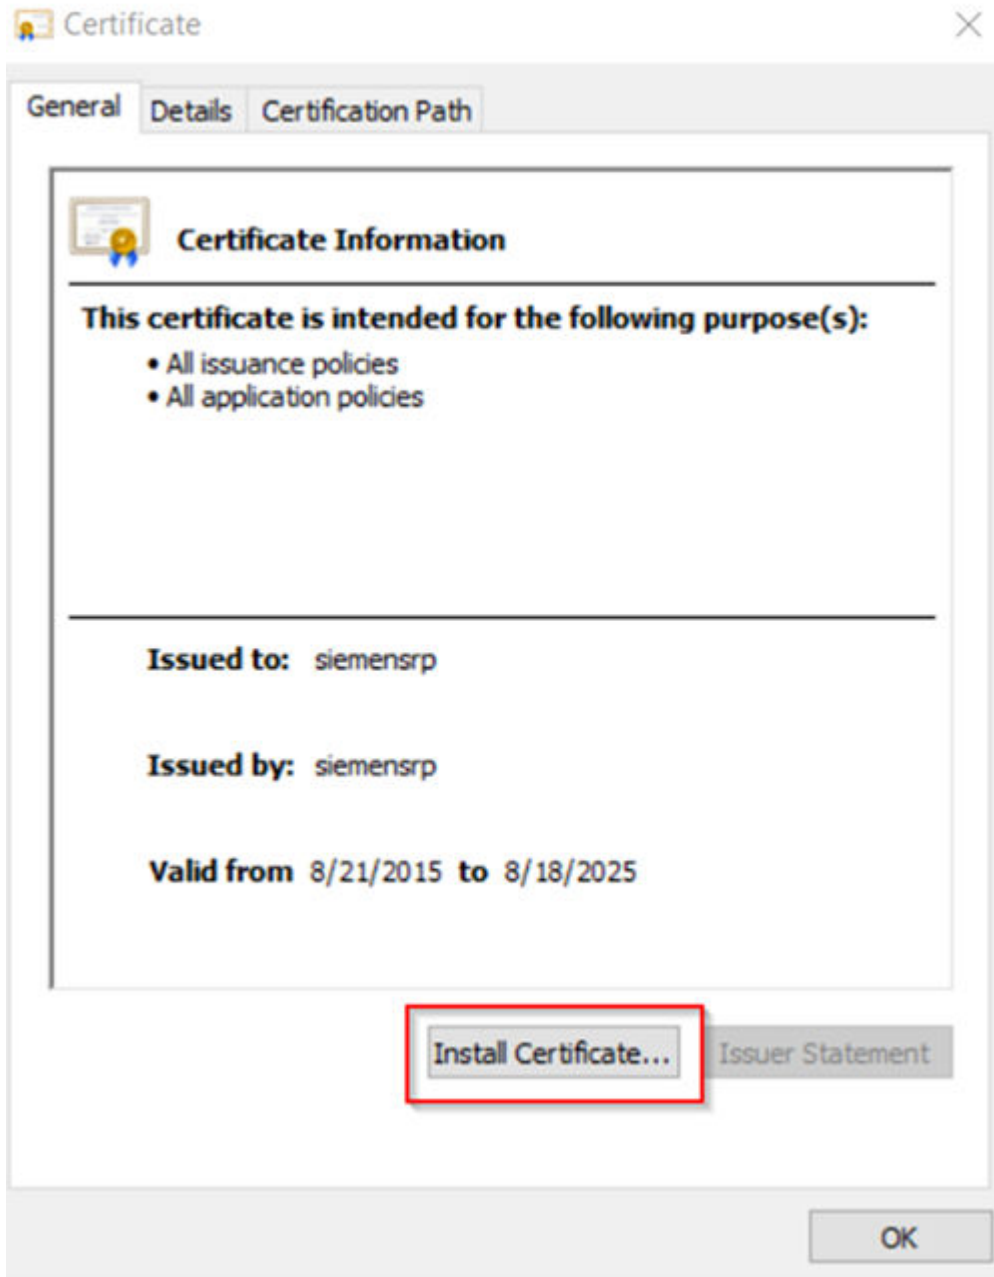 Certificate
General Details Certification Path
Certificate Information
This certificate is intended for the following purpose(s):
• All issuance policies
• All application policies
Issued to: siemensrp
Issued by: siemensrp
Valid from 8/21/2015 to 8/18/2025
Install Certificate... Issuer Statement
OK